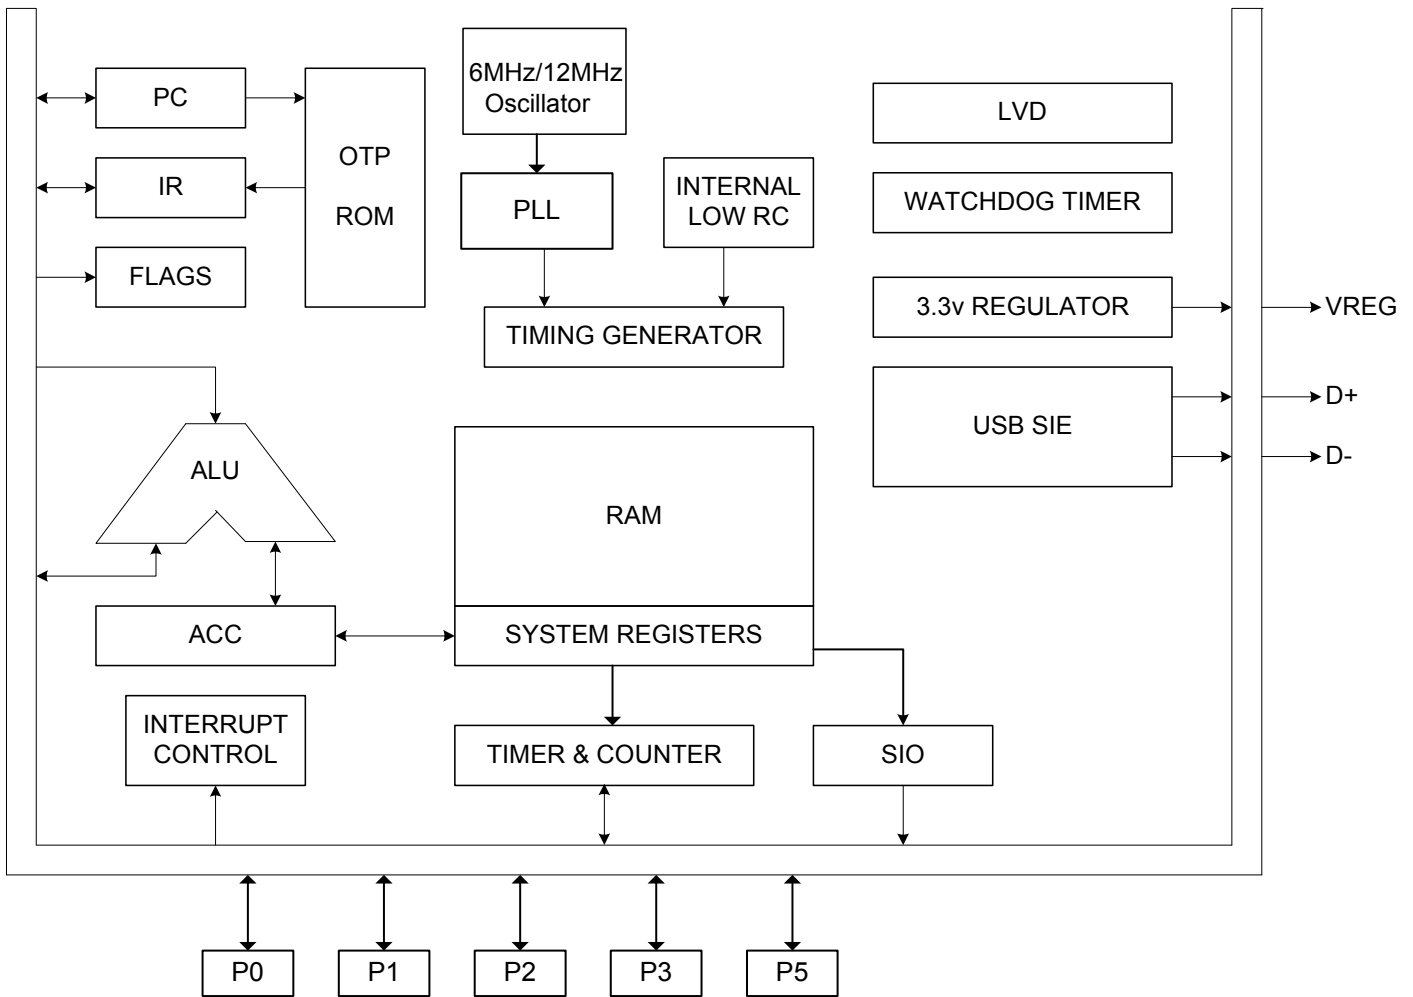 PC
IR
FLAGS
OTP
ROM
6MHz/12MHz
Oscillator
PLL
INTERNAL
LOW RC
TIMING GENERATOR
LVD
WATCHDOG TIMER
3.3v REGULATOR
USB SIE
VREG
D+
D-
ALU
ACC
RAM
SYSTEM REGISTERS
INTERRUPT
CONTROL
TIMER & COUNTER
SIO
P0
P1
P2
P3
P5